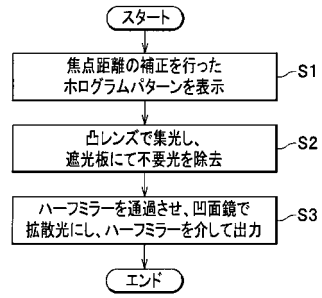 スタート
焦点距離の補正を行った
ホログラムパターンを表示
S1
凸レンズで集光し、
遮光板にて不要光を除去
S2
ハーフミラーを通過させ、凹面鏡で
拡散光にし、ハーフミラーを介して出力
S3
エンド